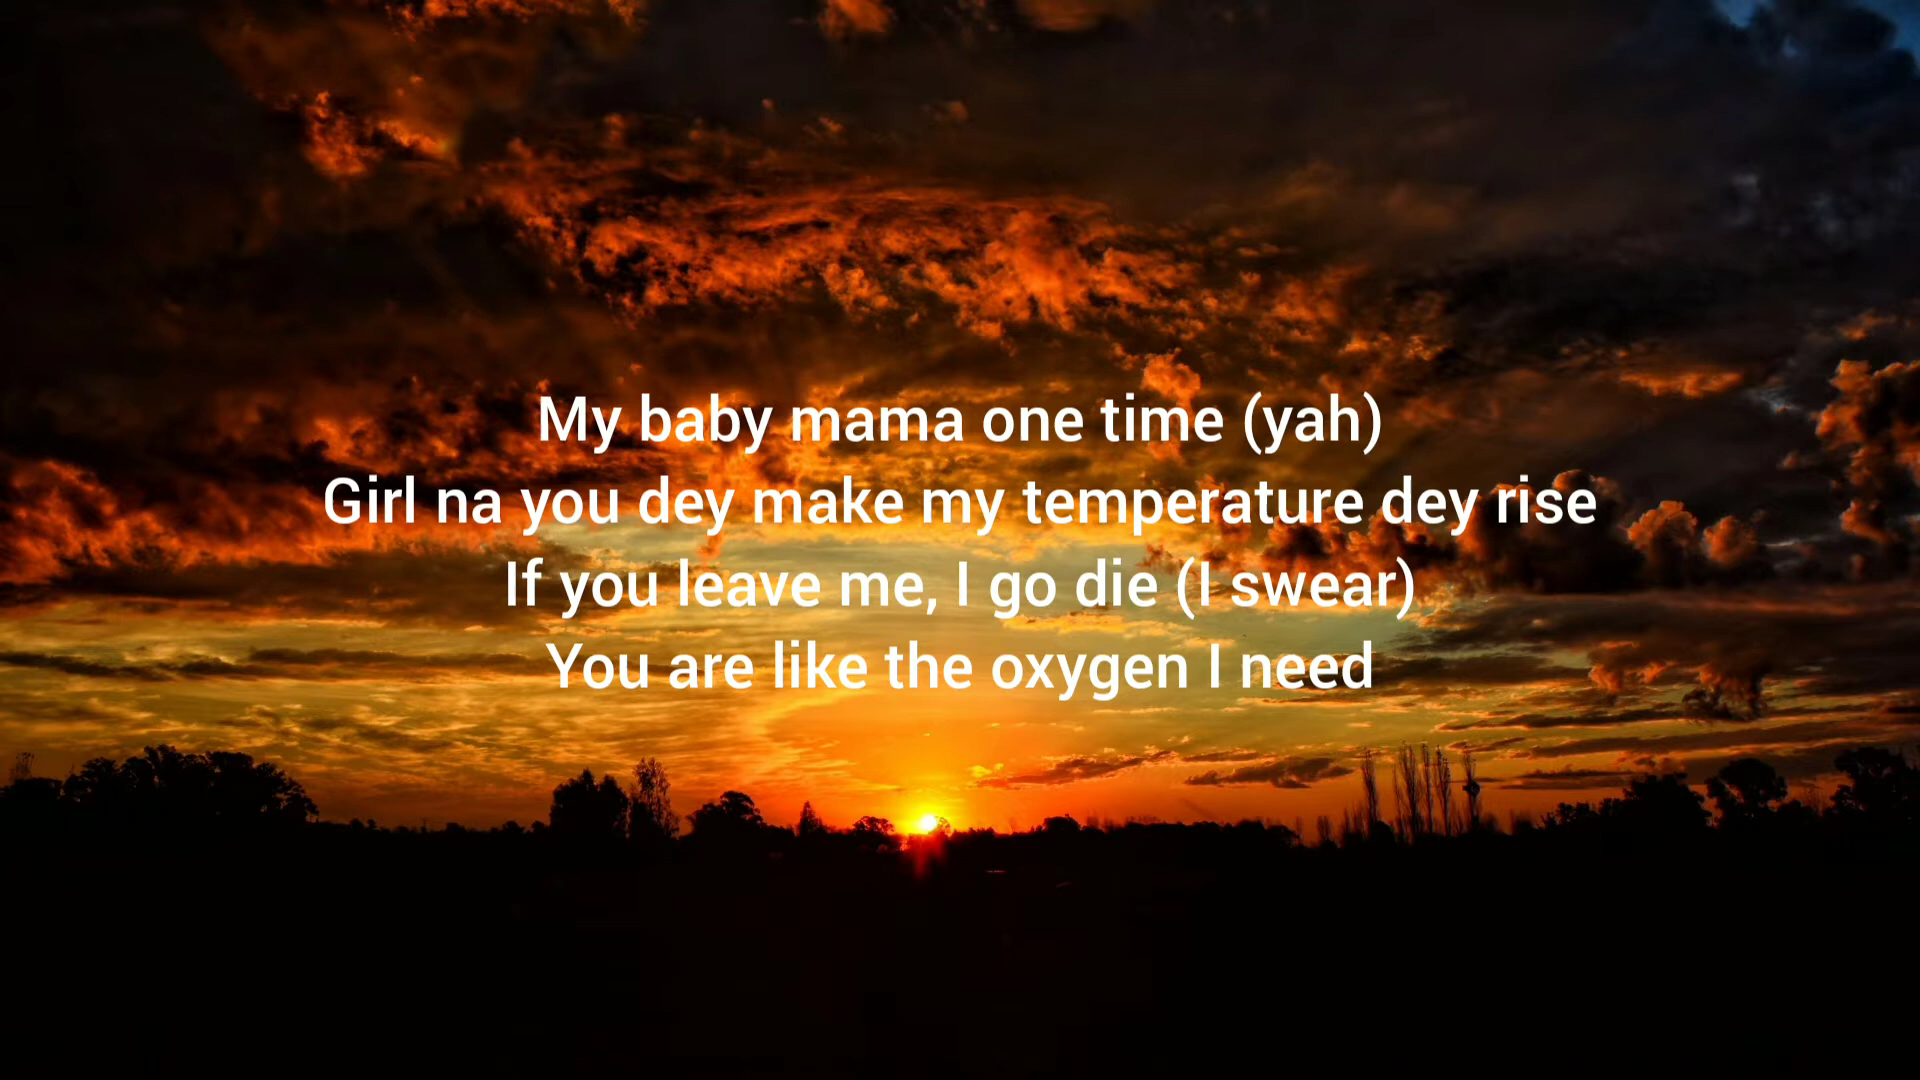 My baby mama one time (yah)
Girl na you dey make my temperature dey rise
If you leave me, I go die (I swear)
You are like the oxygen I need